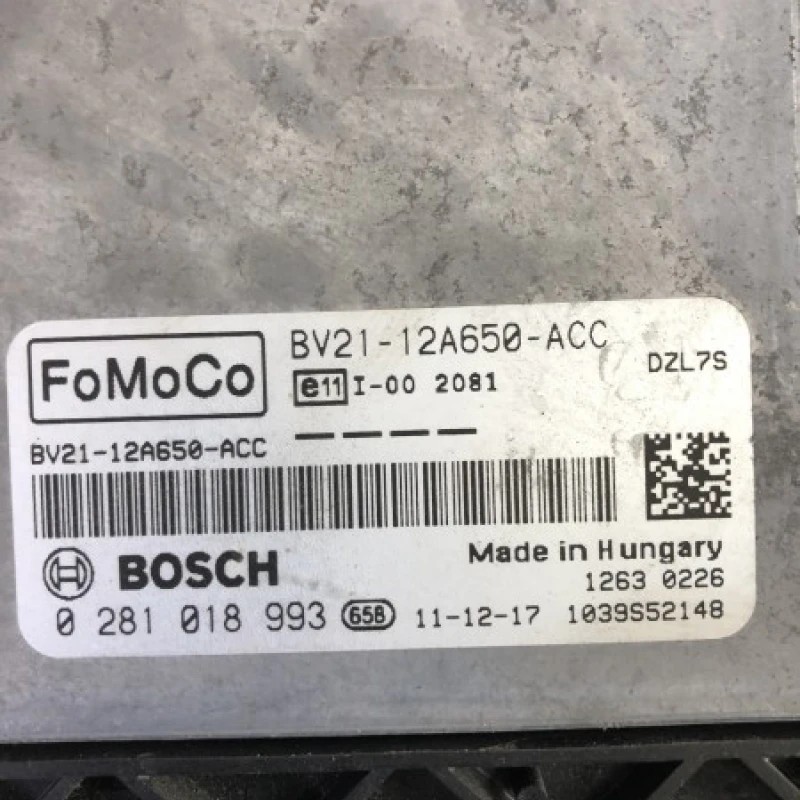 FoMoCo
BV21-12A650-ACC
DZL7S
e11 I-00 2081
BV21-12A650-ACC
BOSCH
Made in Hungary
1263 0226
0 281 018 993 65B 11-12-17 1039S52148